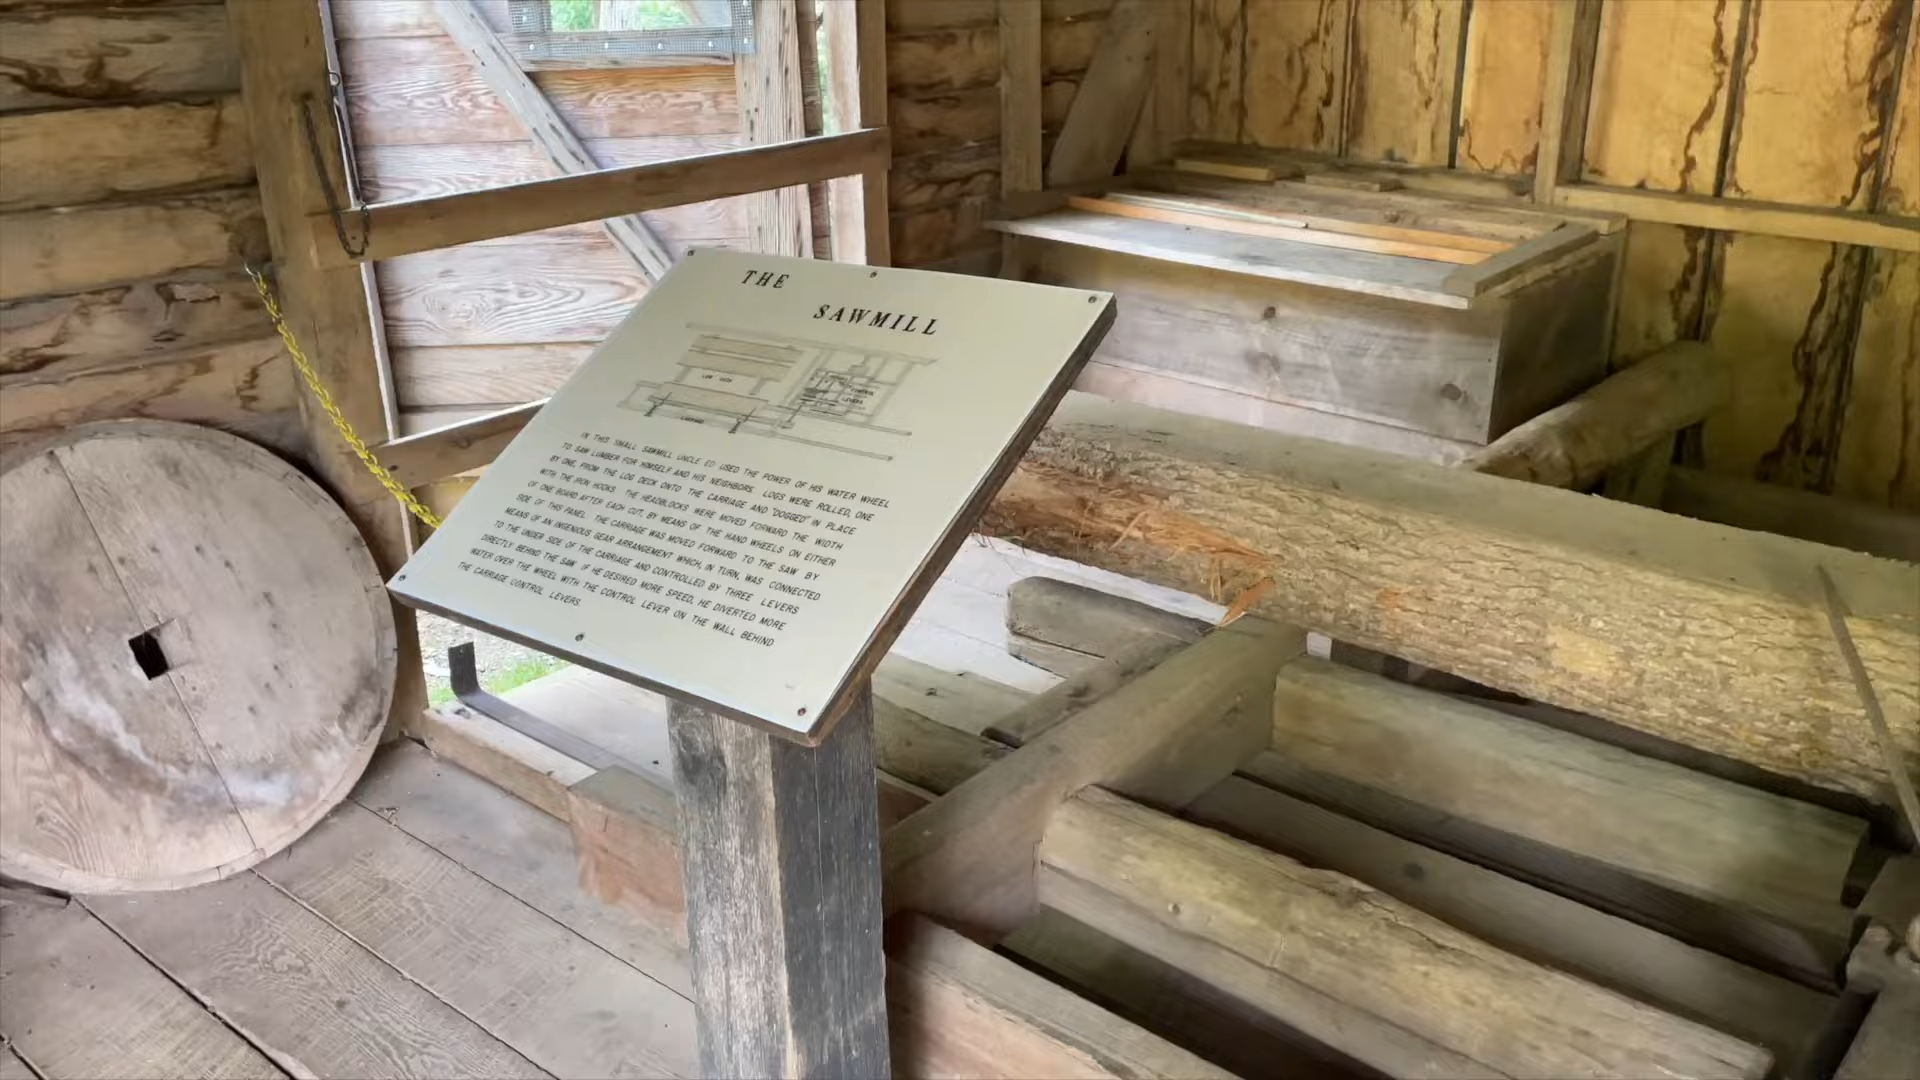 THE
SAWMILL
LOG DECK
CONTROL
LEVERS
CARRIAGE
IN THIS SMALL SAWMILL UNCLE ED USED THE POWER OF HIS WATER WHEEL
TO SAW LUMBER FOR HIMSELF AND HIS NEIGHBORS. LOGS WERE ROLLED, ONE
BY ONE, FROM THE LOG DECK ONTO THE CARRIAGE AND "DOGGED" IN PLACE
WITH THE IRON HOOKS. THE HEADBLOCKS WERE MOVED FORWARD THE WIDTH
OF ONE BOARD AFTER EACH CUT, BY MEANS OF THE HAND WHEELS ON EITHER
SIDE OF THIS PANEL. THE CARRIAGE WAS MOVED FORWARD TO THE SAW BY
MEANS OF AN INGENIOUS GEAR ARRANGEMENT WHICH, IN TURN, WAS CONNECTED
TO THE UNDER SIDE OF THE CARRIAGE AND CONTROLLED BY THREE LEVERS
DIRECTLY BEHIND THE SAW. IF HE DESIRED MORE SPEED, HE DIVERTED MORE
WATER OVER THE WHEEL WITH THE CONTROL LEVER ON THE WALL BEHIND
THE CARRIAGE CONTROL LEVERS.